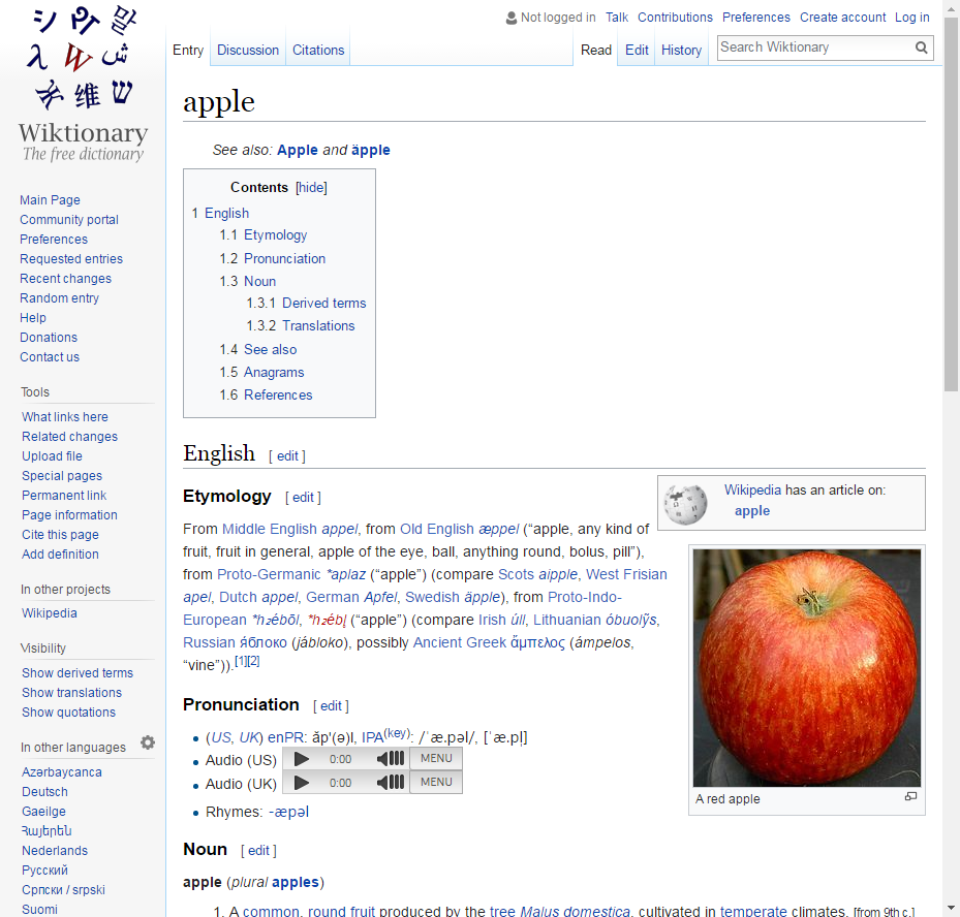 Not logged in Talk Contributions Preferences Create account Log in
Entry Discussion Citations Read Edit History Search Wiktionary
Wiktionary
The free dictionary
Main Page
Community portal
Preferences
Requested entries
Recent changes
Random entry
Help
Donations
Contact us
Tools
What links here
Related changes
Upload file
Special pages
Permanent link
Page information
Cite this page
Add definition
In other projects
Wikipedia
Visibility
Show derived terms
Show translations
Show quotations
In other languages
Azərbaycanca
Deutsch
Gaeilge
Հայերեն
Nederlands
Русский
Српски / srpski
Suomi
apple
See also: Apple and äpple
Contents [hide]
1 English
1.1 Etymology
1.2 Pronunciation
1.3 Noun
1.3.1 Derived terms
1.3.2 Translations
1.4 See also
1.5 Anagrams
1.6 References
English [ edit ]
Wikipedia has an article on:
apple
Etymology [ edit ]
From Middle English appel, from Old English æppel (“apple, any kind of
fruit, fruit in general, apple of the eye, ball, anything round, bolus, pill”),
from Proto-Germanic *aplaz (“apple”) (compare Scots aipple, West Frisian
apel, Dutch appel, German Apfel, Swedish äpple), from Proto-Indo-
European *h₂ébōl, *h₂ébl̥ (“apple”) (compare Irish úll, Lithuanian óbuolỹs,
Russian я́блоко (jábloko), possibly Ancient Greek ἄμπελος (ámpelos,
“vine”)).[1][2]
A red apple
Pronunciation [ edit ]
(US, UK) enPR: ăp'(ə)l, IPA(key): /ˈæ.pəl/, [ˈæ.pl̩]
Audio (US) 0:00 MENU
Audio (UK) 0:00 MENU
Rhymes: -æpəl
Noun [ edit ]
apple (plural apples)
1. A common, round fruit produced by the tree Malus domestica, cultivated in temperate climates. [from 9th c.]